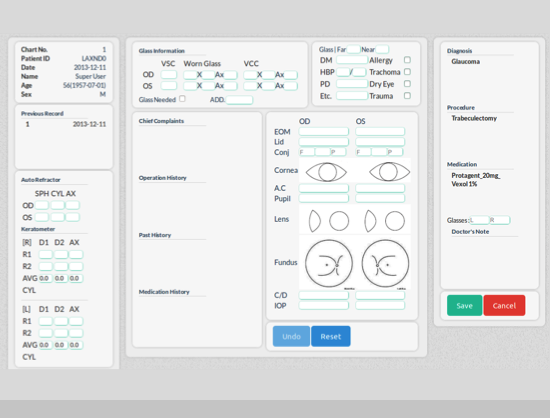 Chart No. 1
Patient ID LAXND0
Date 2013-12-11
Name Super User
Age 56(1957-07-01)
Sex M
Previous Record
1 2013-12-11
Auto Refractor
SPH CYL AX
OD
OS
Keratometer
[R] D1 D2 AX
R1
R2
AVG 0.0 0.0 0.0
CYL
[L] D1 D2 AX
R1
R2
AVG 0.0 0.0 0.0
CYL
Glass Information
VSC Worn Glass VCC
OD X Ax X Ax
OS X Ax X Ax
Glass Needed ADD.
Glass | Far Near
DM Allergy
HBP / Trachoma
PD Dry Eye
Etc. Trauma
Chief Complaints
Operation History
Past History
Medication History
OD OS
EOM
Lid
Conj F P F P
Cornea
A.C
Pupil
Lens
Fundus
C/D
IOP
Undo Reset
Diagnosis
Glaucoma
Procedure
Trabeculectomy
Medication
Protagent_20mg_
Vexol 1%
Glasses: L R
Doctor's Note
Save Cancel